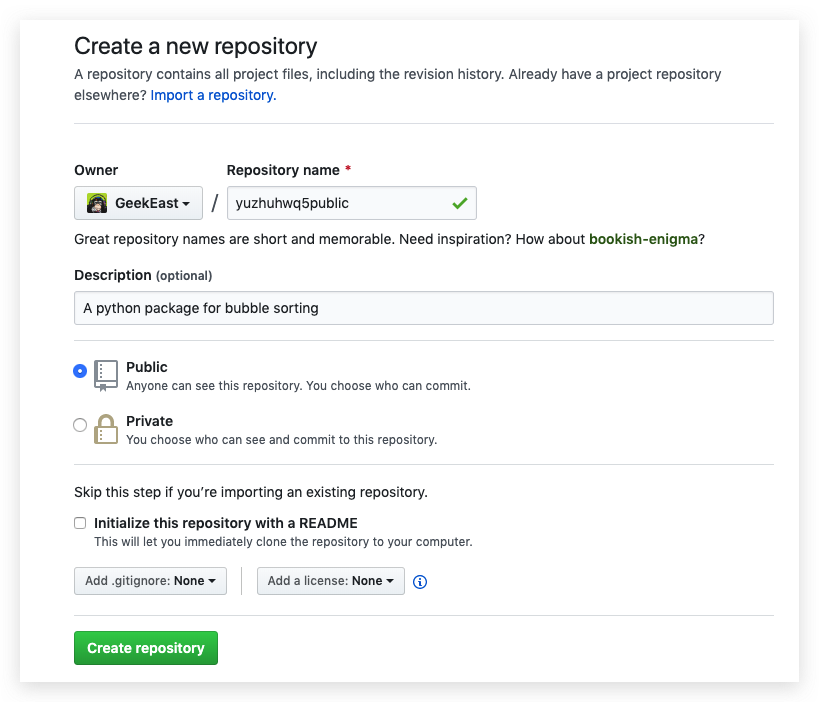 Create a new repository
A repository contains all project files, including the revision history. Already have a project repository
elsewhere? Import a repository.
Owner
Repository name *
GeekEast
/
yuzhuhwq5public
Great repository names are short and memorable. Need inspiration? How about bookish-enigma?
Description (optional)
A python package for bubble sorting
Public
Anyone can see this repository. You choose who can commit.
Private
You choose who can see and commit to this repository.
Skip this step if you’re importing an existing repository.
Initialize this repository with a README
This will let you immediately clone the repository to your computer.
Add .gitignore: None
Add a license: None
Create repository